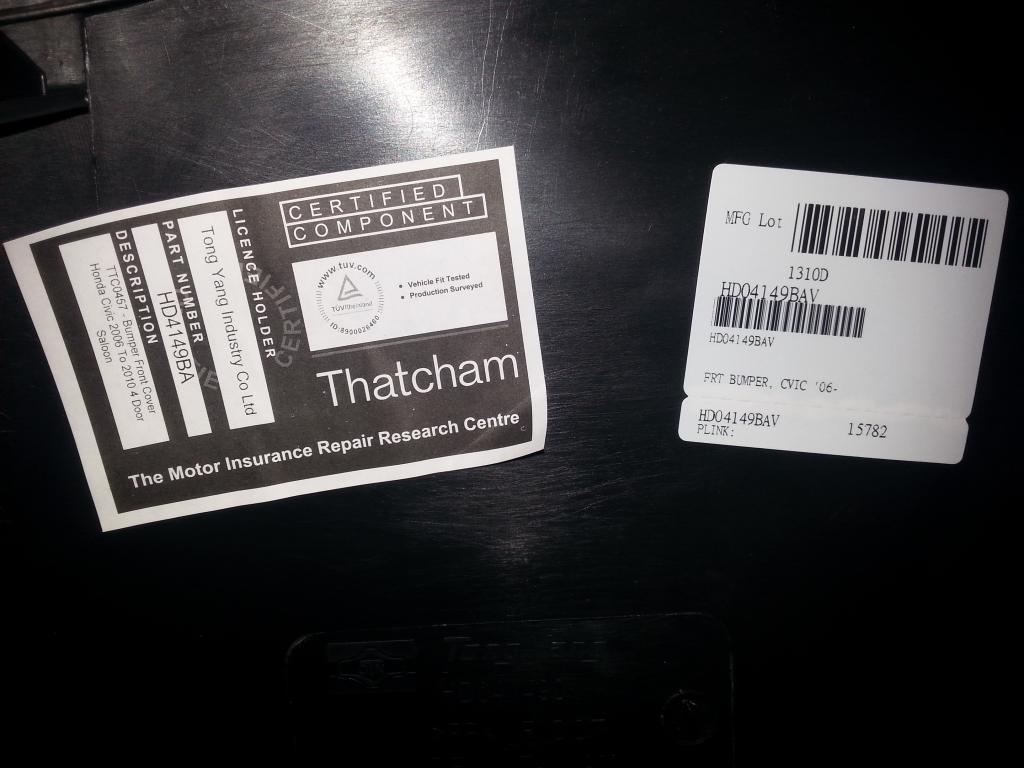 CERTIFIED
COMPONENT
www.tuv.com
TÜVRheinland
ID:8900026460
• Vehicle Fit Tested
• Production Surveyed
Thatcham
The Motor Insurance Repair Research Centre
LICENCE HOLDER
Tong Yang Industry Co Ltd
PART NUMBER
HD4149BA
DESCRIPTION
TTC0457 - Bumper Front Cover
Honda Civic 2006 To 2010 4 Door
Saloon
MFG Lot
1310D
HD04149BAV
HD04149BAV
FRT BUMPER, CVIC '06-
HD04149BAV
PLINK: 15782